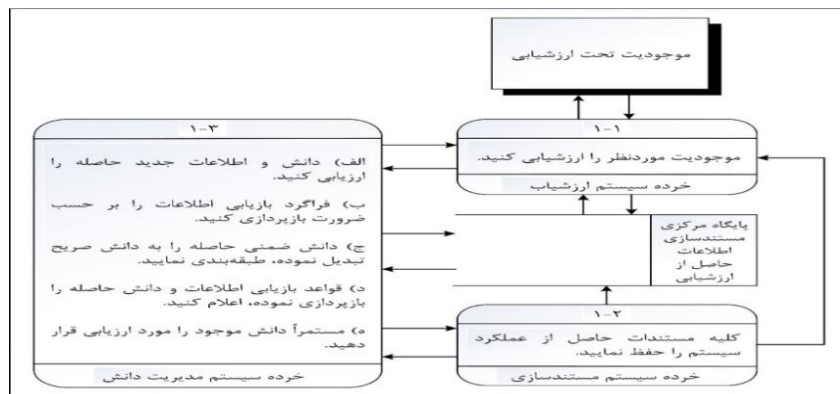 موجودیت تحت ارزشیابی
۱-۱
موجودیت موردنظر را ارزشیابی کنید.
خرده سیستم ارزشیاب
پایگاه مرکزی
مستندسازی
اطلاعات
حاصل از
ارزشیابی
۱-۲
کلیه مستندات حاصل از عملکرد
سیستم را حفظ نمایید.
خرده سیستم مستندسازی
۱-۳
الف) دانش و اطلاعات جدید حاصله را
ارزیابی کنید.
ب) فراگرد بازیابی اطلاعات را بر حسب
ضرورت بازپردازی کنید.
ج) دانش ضمنی حاصله را به دانش صریح
تبدیل نموده، طبقه‌بندی نمایید.
د) قواعد بازیابی اطلاعات و دانش حاصله را
بازپردازی نموده، اعلام کنید.
ه) مستمرآ دانش موجود را مورد ارزیابی قرار
دهید.
خرده سیستم مدیریت دانش